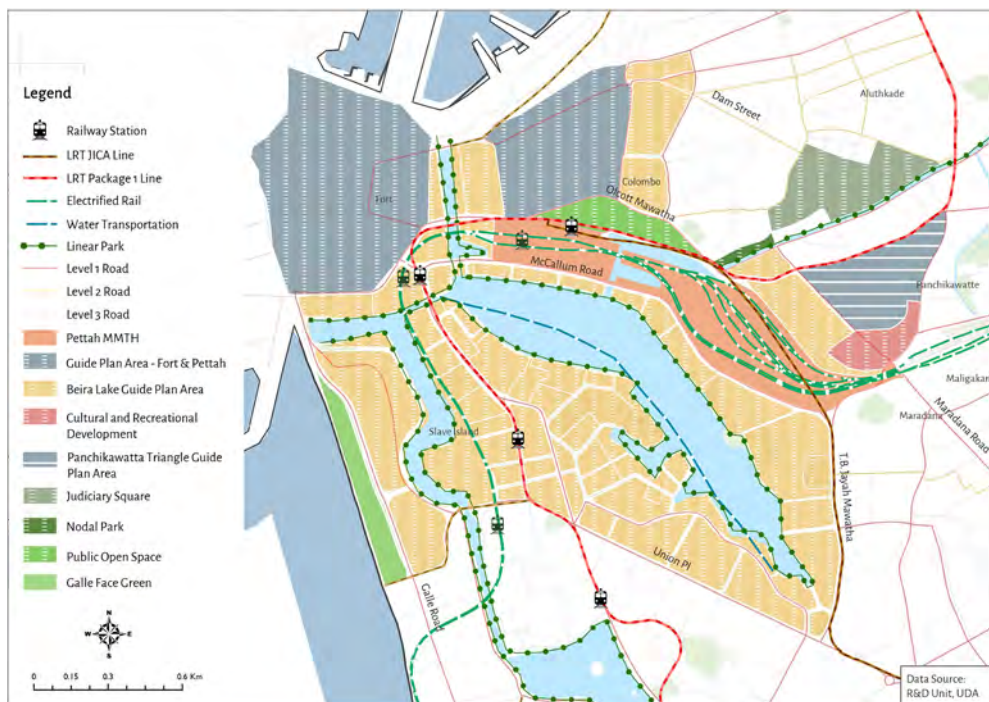 Legend
Railway Station
LRT JICA Line
LRT Package 1 Line
Electrified Rail
Water Transportation
Linear Park
Level 1 Road
Level 2 Road
Level 3 Road
Pettah MMTH
Guide Plan Area - Fort & Pettah
Beira Lake Guide Plan Area
Cultural and Recreational
Development
Panchikawatta Triangle Guide
Plan Area
Judiciary Square
Nodal Park
Public Open Space
Galle Face Green
N
W
E
S
0
0.15
0.3
0.6 Km
Dam Street
Aluthkade
Colombo
Fort
Olcott Mawatha
McCallum Road
Panchikawatte
Maligakan
Maradana
Maradana Road
Slave Island
T.B. Jayah Mawatha
Union Pl
Galle Road
Data Source:
R&D Unit, UDA